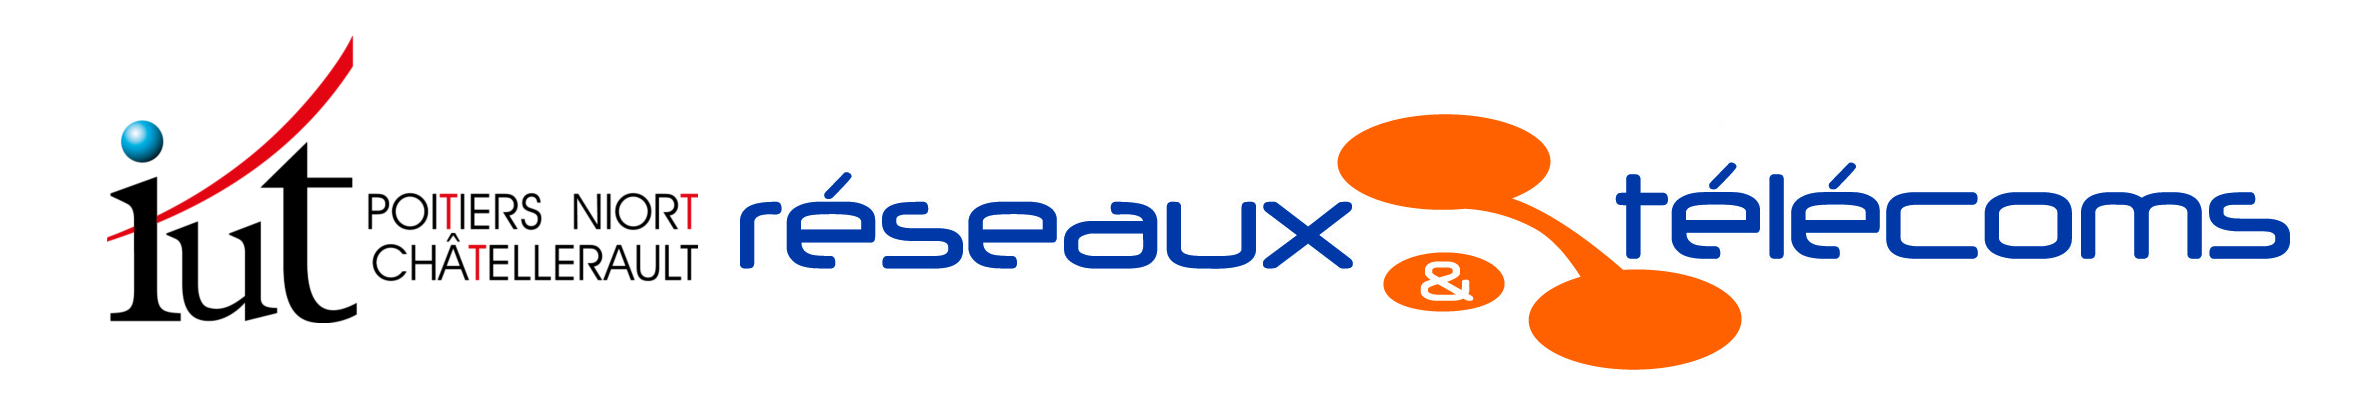 iut
POITIERS NIORT
CHÂTELLERAULT
réseaux & télécoms